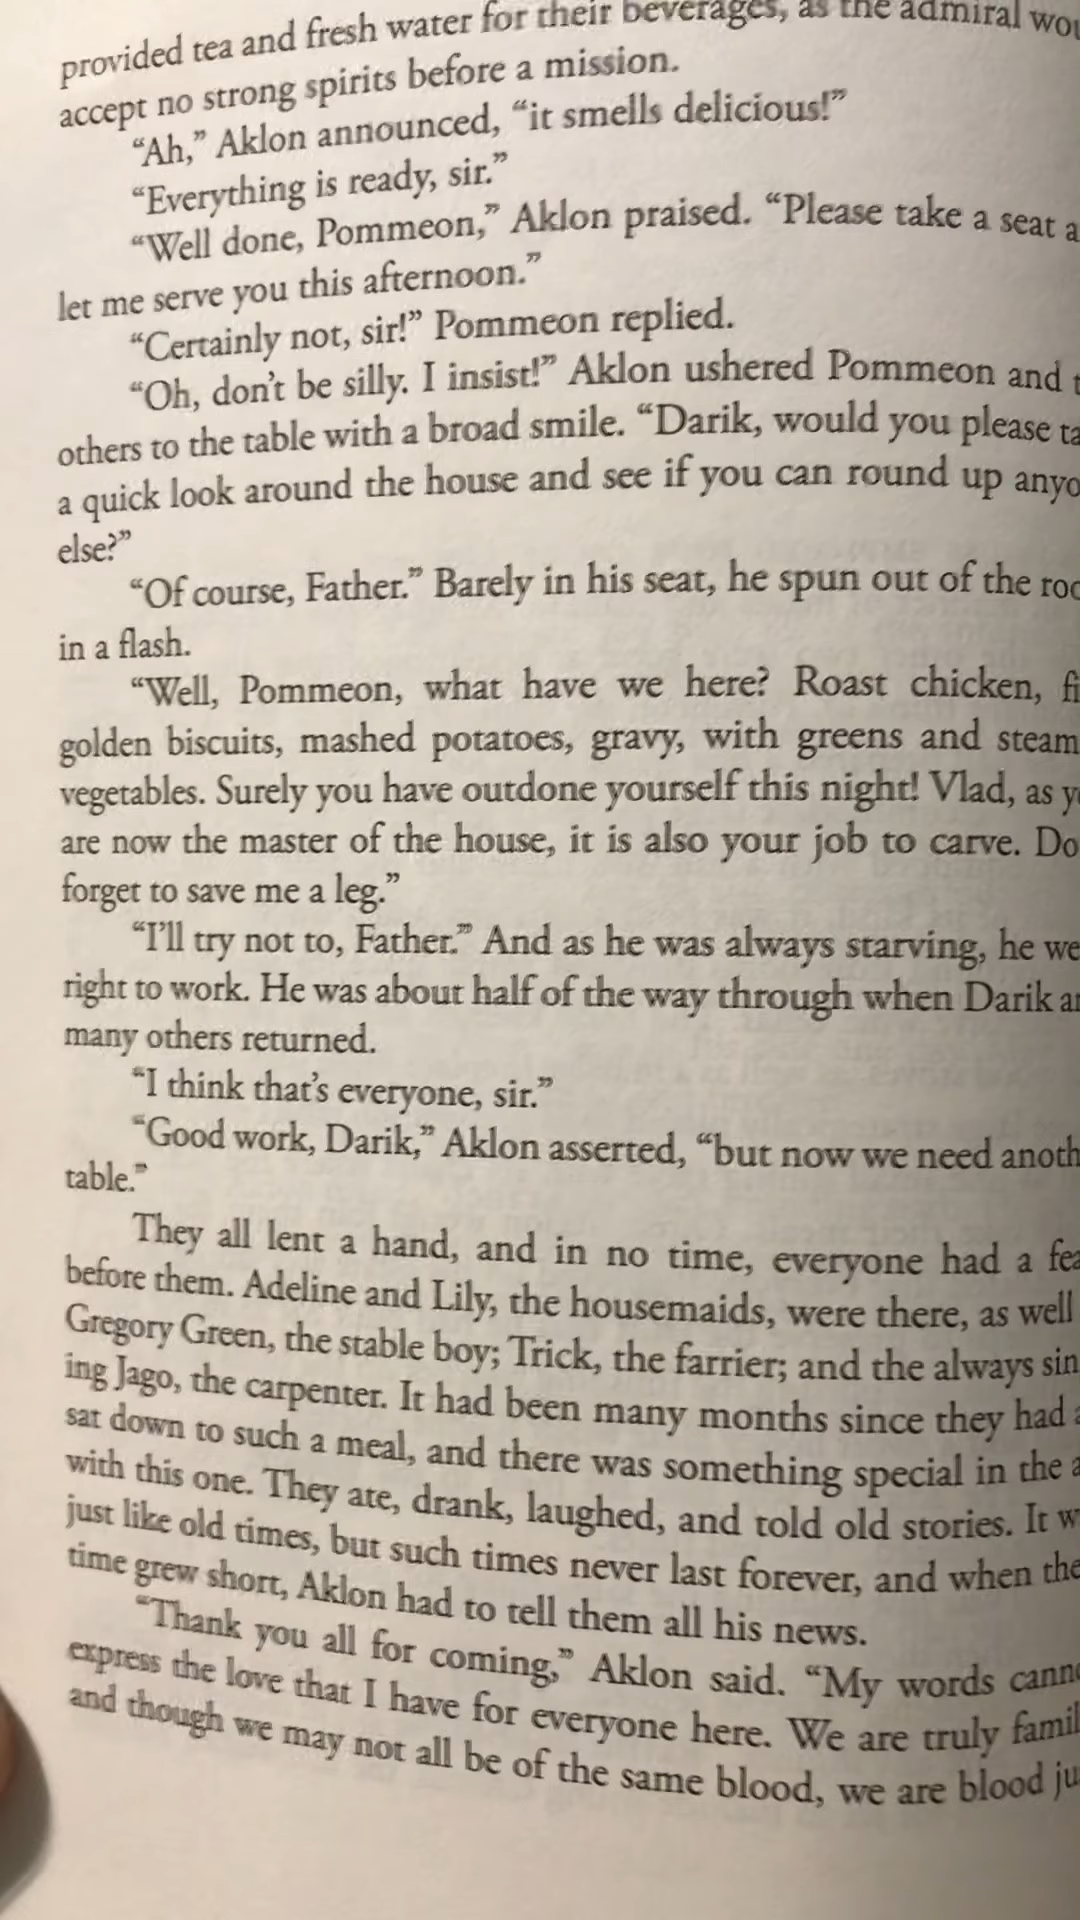 provided tea and fresh water for their beverages, as the admiral
accept no strong spirits before a mission.
“Ah,” Aklon announced, “it smells delicious!”
“Everything is ready, sir.”
“Well done, Pommeon,” Aklon praised. “Please take a seat
let me serve you this afternoon.”
“Certainly not, sir!” Pommeon replied.
“Oh, don’t be silly. I insist!” Aklon ushered Pommeon and
others to the table with a broad smile. “Darik, would you please
a quick look around the house and see if you can round up
else?”
“Of course, Father.” Barely in his seat, he spun out of the
in a flash.
“Well, Pommeon, what have we here? Roast chicken,
golden biscuits, mashed potatoes, gravy, with greens and
vegetables. Surely you have outdone yourself this night! Vlad, as
are now the master of the house, it is also your job to carve.
forget to save me a leg.”
“I’ll try not to, Father.” And as he was always starving, he
right to work. He was about half of the way through when Darik
many others returned.
“I think that’s everyone, sir.”
“Good work, Darik,” Aklon asserted, “but now we need
table.”
They all lent a hand, and in no time, everyone had a
before them. Adeline and Lily, the housemaids, were there, as well
Gregory Green, the stable boy; Trick, the farrier; and the always
ing Jago, the carpenter. It had been many months since they had
sat down to such a meal, and there was something special in the
with this one. They ate, drank, laughed, and told old stories. It
just like old times, but such times never last forever, and when
time grew short, Aklon had to tell them all his news.
“Thank you all for coming,” Aklon said. “My words
express the love that I have for everyone here. We are truly
and though we may not all be of the same blood, we are blood